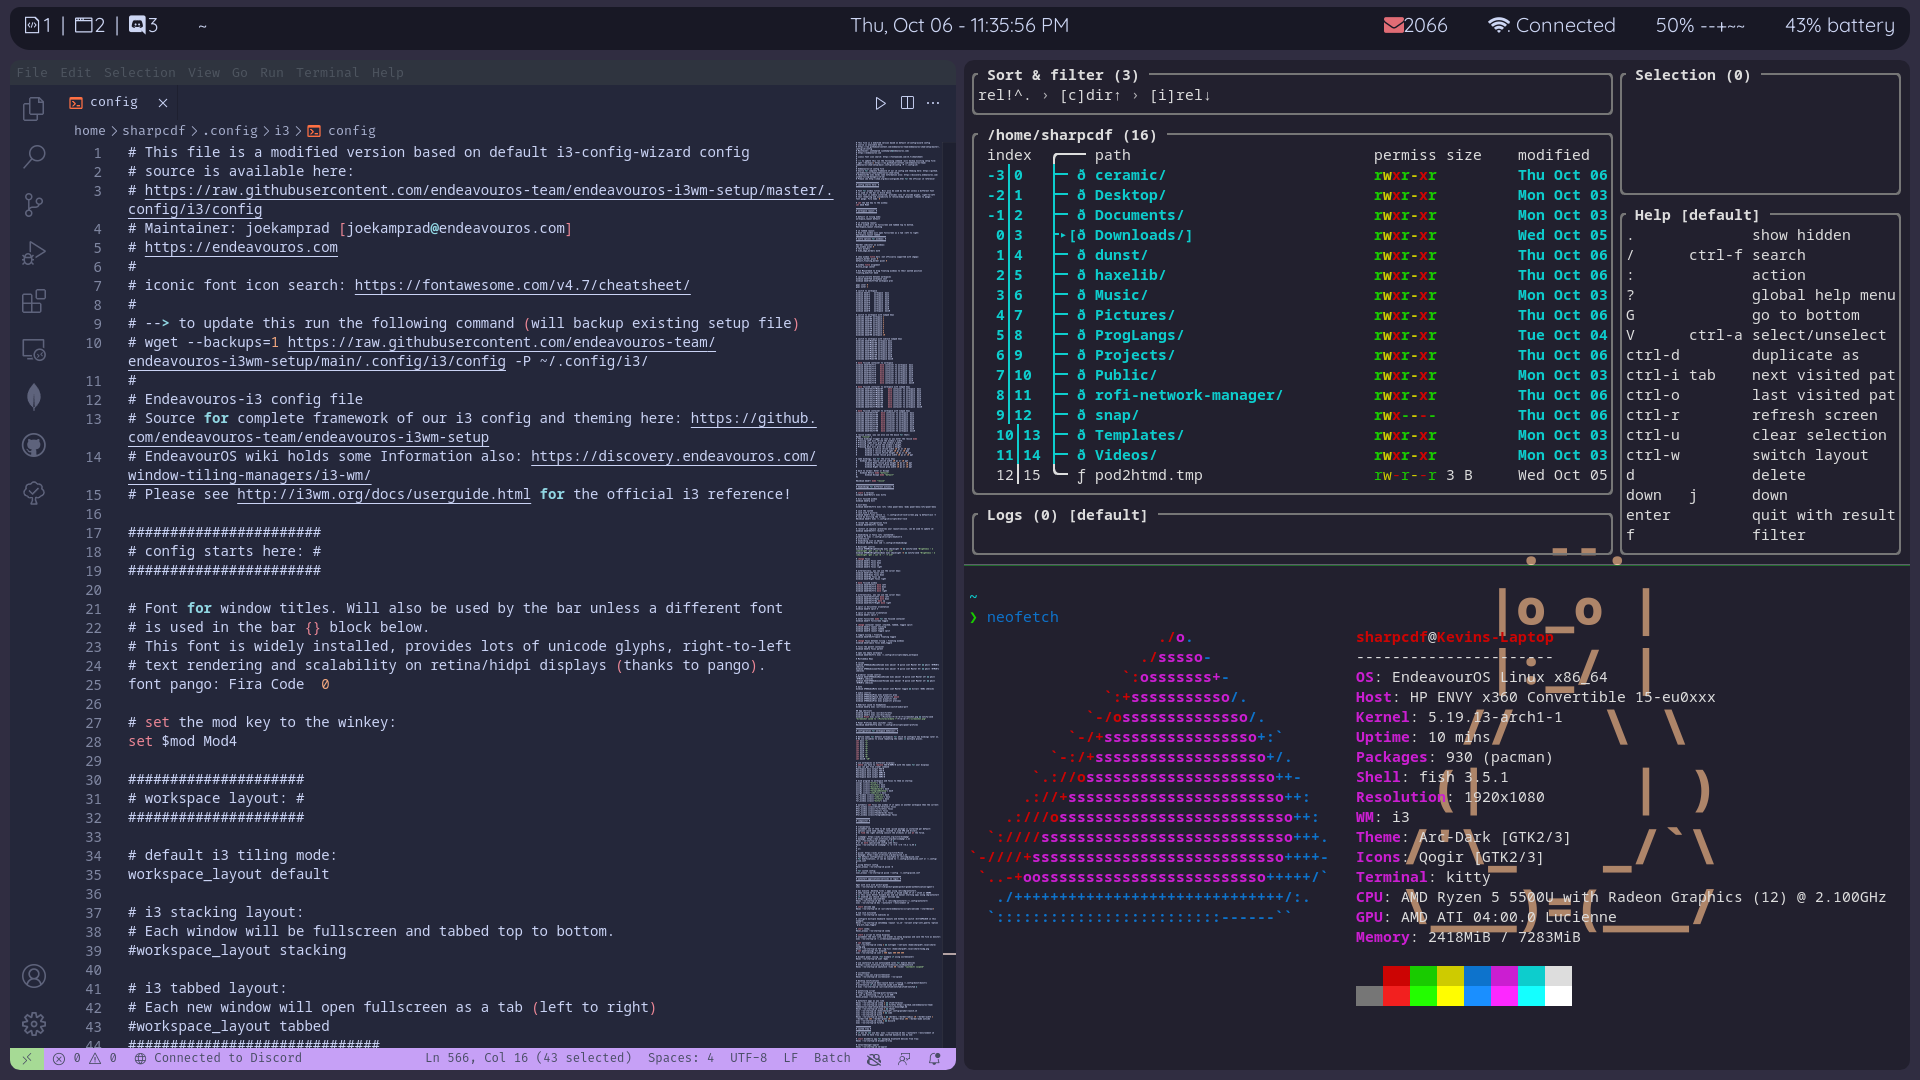 1 | 2 | 3 ~
Thu, Oct 06 - 11:35:56 PM
2066 Connected 50% --+~~ 43% battery
File Edit Selection View Go Run Terminal Help
config
home > sharpcdf > .config > i3 > config
1 # This file is a modified version based on default i3-config-wizard config
2 # source is available here:
3 # https://raw.githubusercontent.com/endeavouros-team/endeavouros-i3wm-setup/master/.
config/i3/config
4 # Maintainer: joekamprad [joekamprad@endeavouros.com]
5 # https://endeavouros.com
6 #
7 # iconic font icon search: https://fontawesome.com/v4.7/cheatsheet/
8 #
9 # --> to update this run the following command (will backup existing setup file)
10 # wget --backups=1 https://raw.githubusercontent.com/endeavouros-team/
endeavouros-i3wm-setup/main/.config/i3/config -P ~/.config/i3/
11 #
12 # Endeavouros-i3 config file
13 # Source for complete framework of our i3 config and theming here: https://github.
com/endeavouros-team/endeavouros-i3wm-setup
14 # EndeavourOS wiki holds some Information also: https://discovery.endeavouros.com/
window-tiling-managers/i3-wm/
15 # Please see http://i3wm.org/docs/userguide.html for the official i3 reference!
16
17 #######################
18 # config starts here: #
19 #######################
20
21 # Font for window titles. Will also be used by the bar unless a different font
22 # is used in the bar {} block below.
23 # This font is widely installed, provides lots of unicode glyphs, right-to-left
24 # text rendering and scalability on retina/hidpi displays (thanks to pango).
25 font pango: Fira Code  0
26
27 # set the mod key to the winkey:
28 set $mod Mod4
29
30 #####################
31 # workspace layout: #
32 #####################
33
34 # default i3 tiling mode:
35 workspace_layout default
36
37 # i3 stacking layout:
38 # Each window will be fullscreen and tabbed top to bottom.
39 #workspace_layout stacking
40
41 # i3 tabbed layout:
42 # Each new window will open fullscreen as a tab (left to right)
43 #workspace_layout tabbed
44 ##############################
0 0 Connected to Discord Ln 566, Col 16 (43 selected) Spaces: 4 UTF-8 LF Batch
Sort & filter (3)
rel!^. › [c]dir↑ › [i]rel↓
/home/sharpcdf (16)
index path permiss size modified
-3 0 ð ceramic/ rwxr-xr Thu Oct 06
-2 1 ð Desktop/ rwxr-xr Mon Oct 03
-1 2 ð Documents/ rwxr-xr Mon Oct 03
0 3 [ð Downloads/] rwxr-xr Wed Oct 05
1 4 ð dunst/ rwxr-xr Thu Oct 06
2 5 ð haxelib/ rwxr-xr Thu Oct 06
3 6 ð Music/ rwxr-xr Mon Oct 03
4 7 ð Pictures/ rwxr-xr Thu Oct 06
5 8 ð ProgLangs/ rwxr-xr Tue Oct 04
6 9 ð Projects/ rwxr-xr Thu Oct 06
7 10 ð Public/ rwxr-xr Mon Oct 03
8 11 ð rofi-network-manager/ rwxr-xr Thu Oct 06
9 12 ð snap/ rwx---- Thu Oct 06
10 13 ð Templates/ rwxr-xr Mon Oct 03
11 14 ð Videos/ rwxr-xr Mon Oct 03
12 15 ƒ pod2htmd.tmp rw-r--r 3 B Wed Oct 05
Logs (0) [default]
Selection (0)
Help [default]
. show hidden
/ ctrl-f search
: action
? global help menu
G go to bottom
V ctrl-a select/unselect
ctrl-d duplicate as
ctrl-i tab next visited pat
ctrl-o last visited pat
ctrl-r refresh screen
ctrl-u clear selection
ctrl-w switch layout
d delete
down j down
enter quit with result
f filter
~
❯ neofetch
./o.
./sssso-
`:osssssss+-
`:+sssssssssso/.
`-/ossssssssssssso/.
`-/+sssssssssssssssso+:`
`-:/+sssssssssssssssssso+/.
`.://osssssssssssssssssssso++-
.://+ssssssssssssssssssssssso++:
.:///ossssssssssssssssssssssssso++:
`:////ssssssssssssssssssssssssssso+++.
`-////+ssssssssssssssssssssssssssso++++-
`..-+oosssssssssssssssssssssssso+++++/`
./++++++++++++++++++++++++++++++/:.
`:::::::::::::::::::::::::------``
sharpcdf@Kevins-Laptop
----------------------
OS: EndeavourOS Linux x86_64
Host: HP ENVY x360 Convertible 15-eu0xxx
Kernel: 5.19.13-arch1-1
Uptime: 10 mins
Packages: 930 (pacman)
Shell: fish 3.5.1
Resolution: 1920x1080
WM: i3
Theme: Arc-Dark [GTK2/3]
Icons: Qogir [GTK2/3]
Terminal: kitty
CPU: AMD Ryzen 5 5500U with Radeon Graphics (12) @ 2.100GHz
GPU: AMD ATI 04:00.0 Lucienne
Memory: 2418MiB / 7283MiB